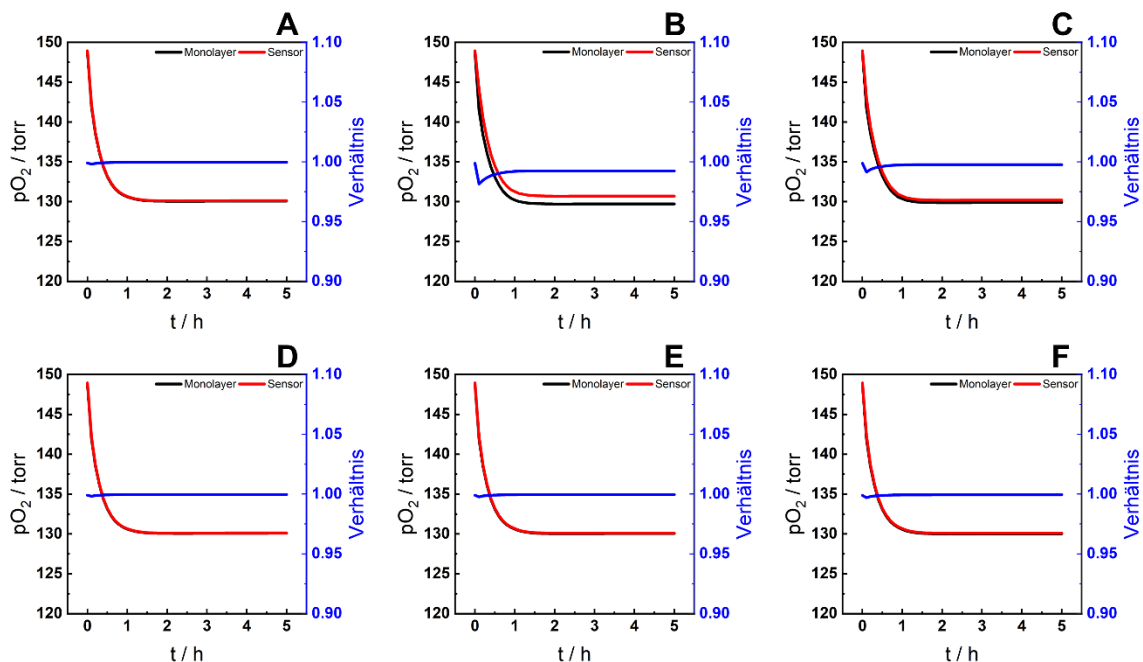 A
B
C
Monolayer Sensor
Monolayer Sensor
Monolayer Sensor
150
145
140
135
130
125
120
pO2 / torr
1.10
1.05
1.00
0.95
0.90
Verhältnis
0 1 2 3 4 5
t / h
150
145
140
135
130
125
120
pO2 / torr
1.10
1.05
1.00
0.95
0.90
Verhältnis
0 1 2 3 4 5
t / h
150
145
140
135
130
125
120
pO2 / torr
1.10
1.05
1.00
0.95
0.90
Verhältnis
0 1 2 3 4 5
t / h
D
E
F
Monolayer Sensor
Monolayer Sensor
Monolayer Sensor
150
145
140
135
130
125
120
pO2 / torr
1.10
1.05
1.00
0.95
0.90
Verhältnis
0 1 2 3 4 5
t / h
150
145
140
135
130
125
120
pO2 / torr
1.10
1.05
1.00
0.95
0.90
Verhältnis
0 1 2 3 4 5
t / h
150
145
140
135
130
125
120
pO2 / torr
1.10
1.05
1.00
0.95
0.90
Verhältnis
0 1 2 3 4 5
t / h